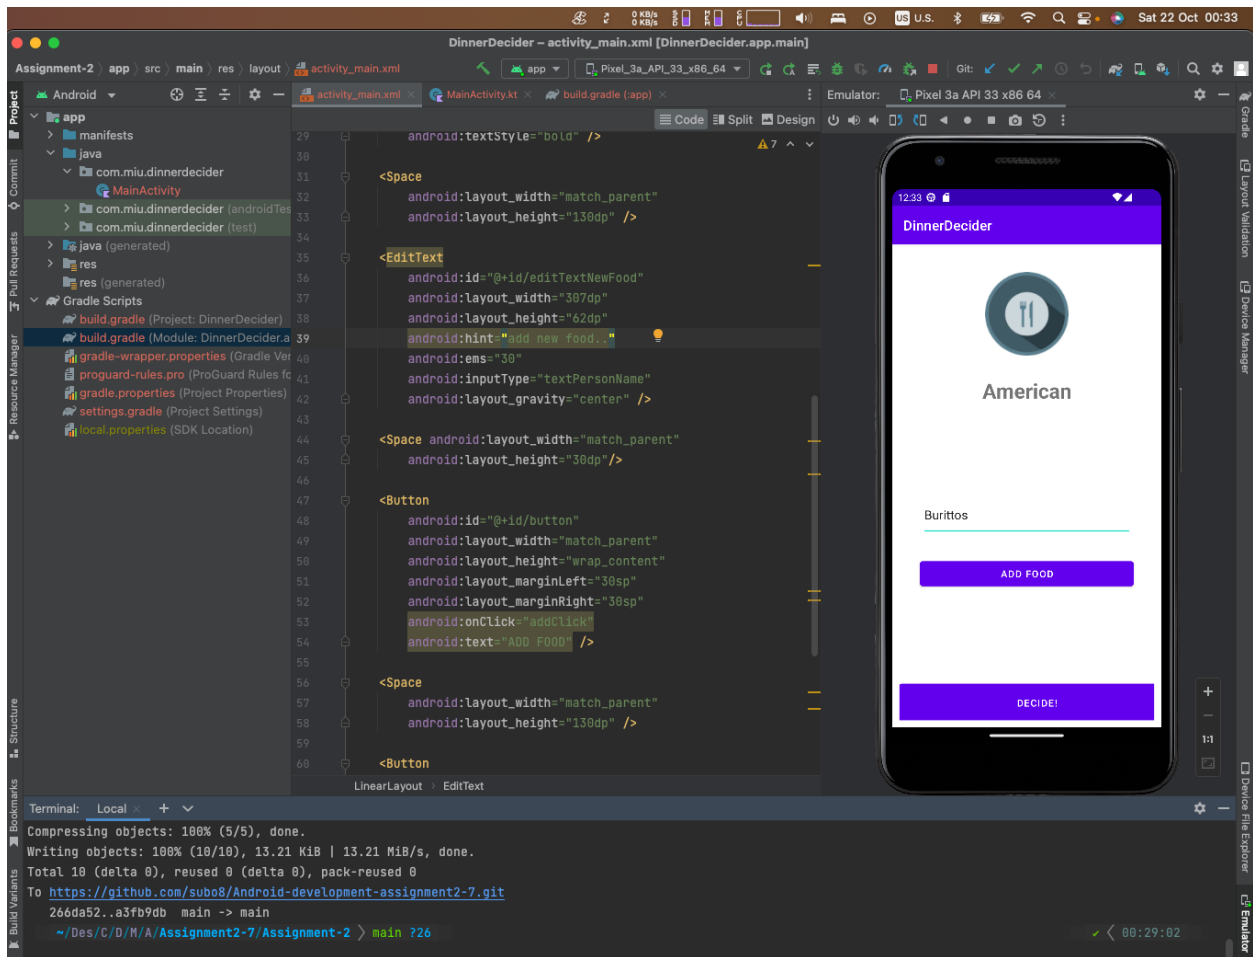 0 KB/s
0 KB/s
US U.S.
Sat 22 Oct 00:33
DinnerDecider – activity_main.xml [DinnerDecider.app.main]
Assignment-2 app src main res layout activity_main.xml
app
Pixel_3a_API_33_x86_64
Git:
Android
activity_main.xml
MainActivity.kt
build.gradle (:app)
Emulator: Pixel 3a API 33 x86 64
Code Split Design
7
Project
Commit
Pull Requests
Resource Manager
Structure
Bookmarks
Build Variants
app
manifests
java
com.miu.dinnerdecider
MainActivity
com.miu.dinnerdecider (androidTes
com.miu.dinnerdecider (test)
java (generated)
res
res (generated)
Gradle Scripts
build.gradle (Project: DinnerDecider)
build.gradle (Module: DinnerDecider.a
gradle-wrapper.properties (Gradle Ver
proguard-rules.pro (ProGuard Rules fo
gradle.properties (Project Properties)
settings.gradle (Project Settings)
local.properties (SDK Location)
29 android:textStyle="bold" />
30
31 <Space
32 android:layout_width="match_parent"
33 android:layout_height="130dp" />
34
35 <EditText
36 android:id="@+id/editTextNewFood"
37 android:layout_width="307dp"
38 android:layout_height="62dp"
39 android:hint="add new food.."
40 android:ems="30"
41 android:inputType="textPersonName"
42 android:layout_gravity="center" />
43
44 <Space android:layout_width="match_parent"
45 android:layout_height="30dp"/>
46
47 <Button
48 android:id="@+id/button"
49 android:layout_width="match_parent"
50 android:layout_height="wrap_content"
51 android:layout_marginLeft="30sp"
52 android:layout_marginRight="30sp"
53 android:onClick="addClick"
54 android:text="ADD FOOD" />
55
56 <Space
57 android:layout_width="match_parent"
58 android:layout_height="130dp" />
59
60 <Button
LinearLayout EditText
12:33
DinnerDecider
American
Burittos
ADD FOOD
DECIDE!
1:1
Gradle
Layout Validation
Device Manager
Device File Explorer
Emulator
Terminal: Local
Compressing objects: 100% (5/5), done.
Writing objects: 100% (10/10), 13.21 KiB | 13.21 MiB/s, done.
Total 10 (delta 0), reused 0 (delta 0), pack-reused 0
To https://github.com/subo8/Android-development-assignment2-7.git
266da52..a3fb9db main -> main
~/Des/C/D/M/A/Assignment2-7/Assignment-2 main ?26
00:29:02